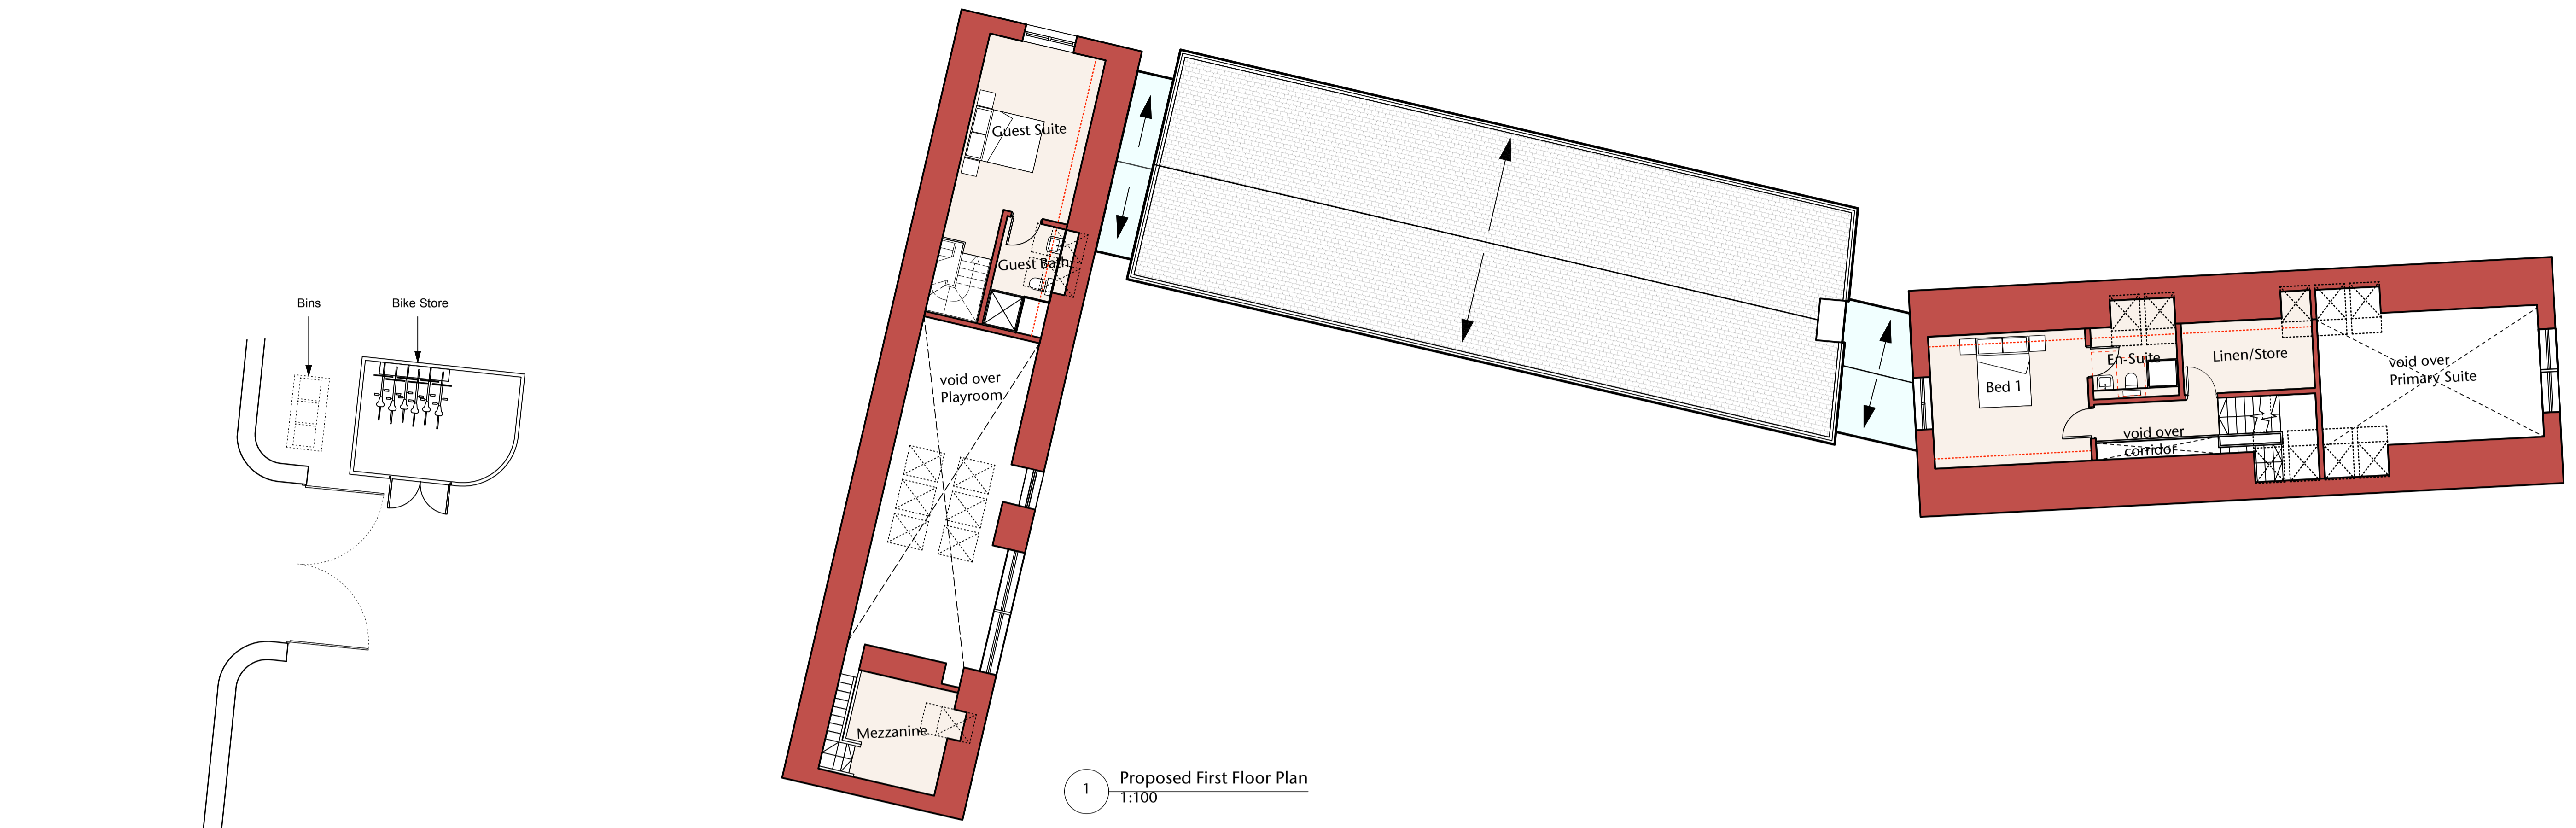 Bins
Bike Store
Guest Suite
Guest Bath
void over
Playroom
Mezzanine
1
Proposed First Floor Plan
1:100
Bed 1
En-Suite
Linen/Store
void over
corridor
void over
Primary Suite